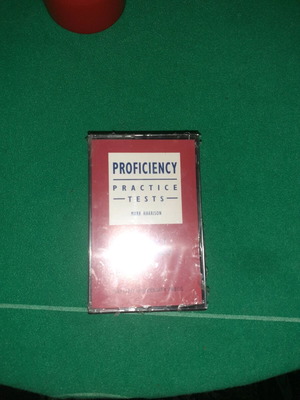 PROFICIENCY
PRACTICE
TESTS
MARK HARRISON